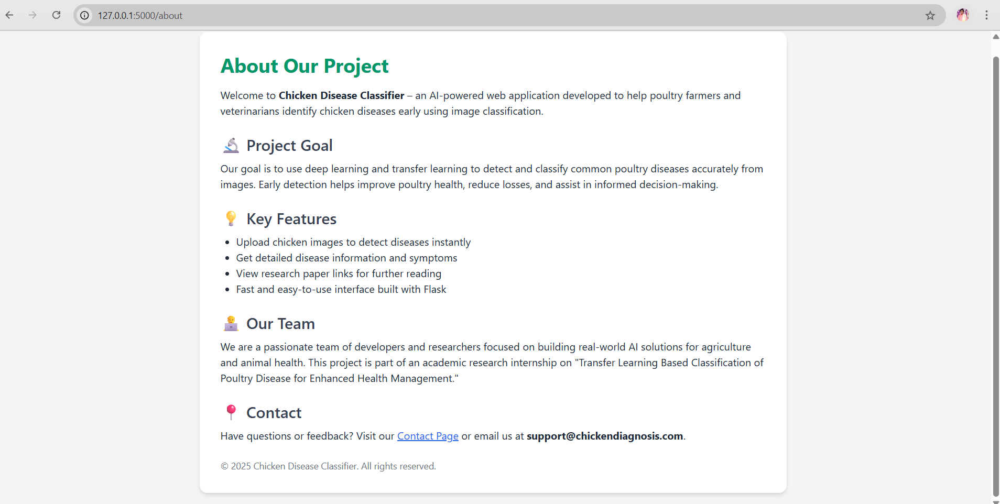 127.0.0.1:5000/about
About Our Project
Welcome to Chicken Disease Classifier – an AI-powered web application developed to help poultry farmers and
veterinarians identify chicken diseases early using image classification.
Project Goal
Our goal is to use deep learning and transfer learning to detect and classify common poultry diseases accurately from
images. Early detection helps improve poultry health, reduce losses, and assist in informed decision-making.
Key Features
• Upload chicken images to detect diseases instantly
• Get detailed disease information and symptoms
• View research paper links for further reading
• Fast and easy-to-use interface built with Flask
Our Team
We are a passionate team of developers and researchers focused on building real-world AI solutions for agriculture
and animal health. This project is part of an academic research internship on "Transfer Learning Based Classification of
Poultry Disease for Enhanced Health Management."
Contact
Have questions or feedback? Visit our Contact Page or email us at support@chickendiagnosis.com.
© 2025 Chicken Disease Classifier. All rights reserved.